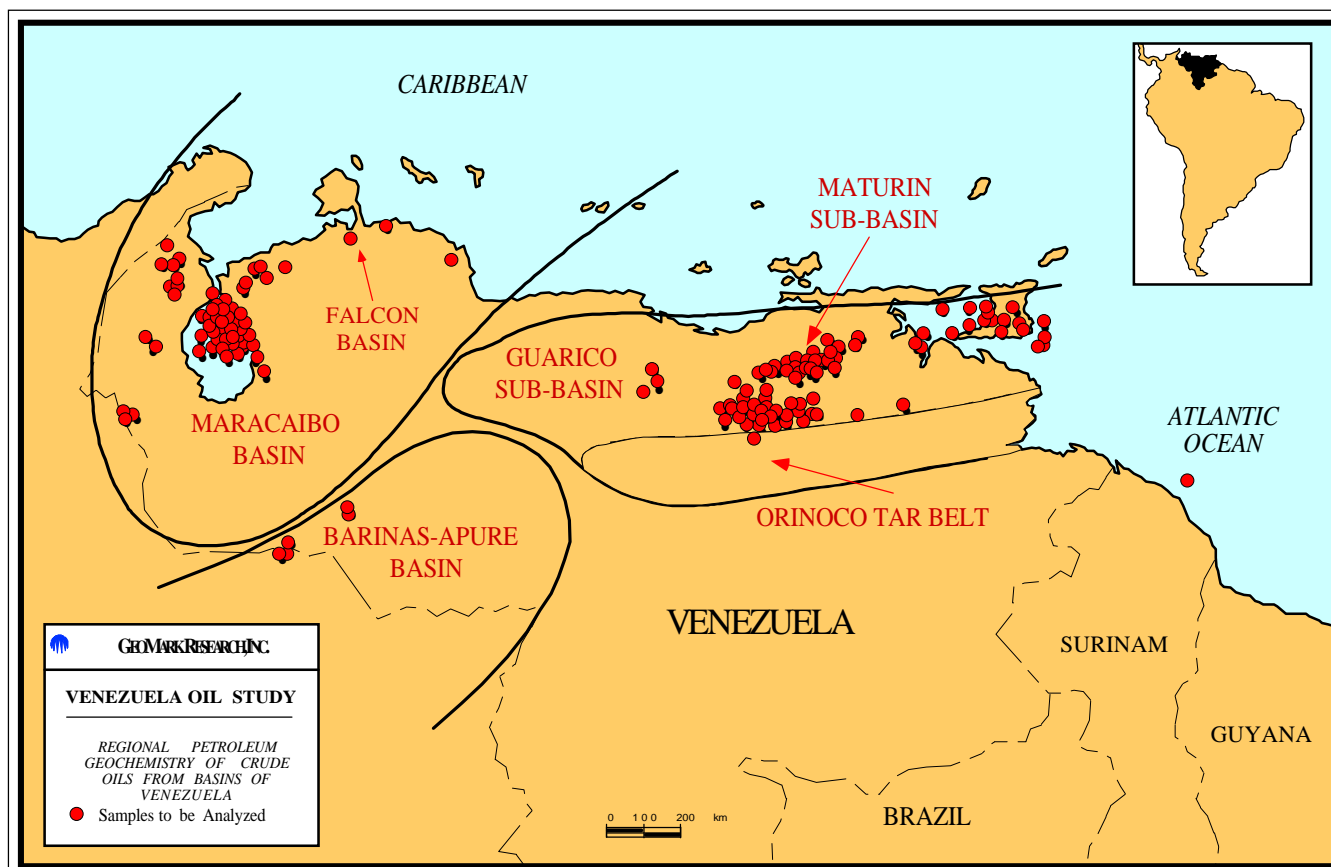 CARIBBEAN
MATURIN
SUB-BASIN
FALCON
BASIN
GUARICO
SUB-BASIN
MARACAIBO
BASIN
ATLANTIC
OCEAN
ORINOCO TAR BELT
BARINAS-APURE
BASIN
VENEZUELA
SURINAM
GUYANA
BRAZIL
GEOMARK RESEARCH, INC.
VENEZUELA OIL STUDY
REGIONAL PETROLEUM
GEOCHEMISTRY OF CRUDE
OILS FROM BASINS OF
VENEZUELA
Samples to be Analyzed
0 100 200 km